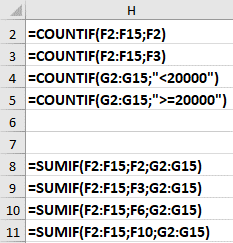 H
2 =COUNTIF(F2:F15;F2)
3 =COUNTIF(F2:F15;F3)
4 =COUNTIF(G2:G15;"<20000")
5 =COUNTIF(G2:G15;">=20000")
6
7
8 =SUMIF(F2:F15;F2;G2:G15)
9 =SUMIF(F2:F15;F3;G2:G15)
10 =SUMIF(F2:F15;F6;G2:G15)
11 =SUMIF(F2:F15;F10;G2:G15)